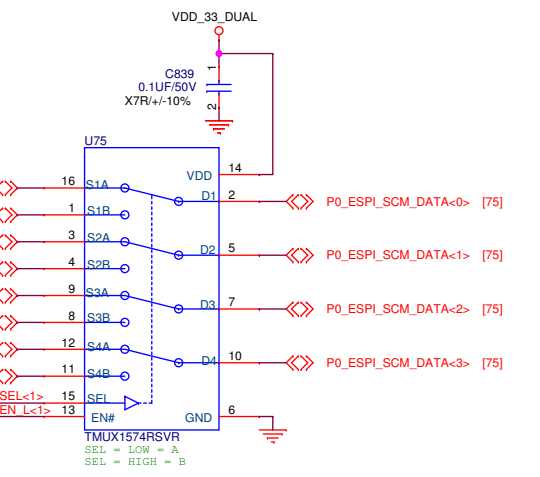 VDD_33_DUAL
1
C839
0.1UF/50V
X7R/+/-10%
2
U75
VDD 14
16 S1A D1 2 P0_ESPI_SCM_DATA<0> [75]
1 S1B
3 S2A D2 5 P0_ESPI_SCM_DATA<1> [75]
4 S2B
9 S3A D3 7 P0_ESPI_SCM_DATA<2> [75]
8 S3B
12 S4A D4 10 P0_ESPI_SCM_DATA<3> [75]
11 S4B
SEL<1> 15 SEL
EN_L<1> 13 EN# GND 6
TMUX1574RSVR
SEL = LOW = A
SEL = HIGH = B